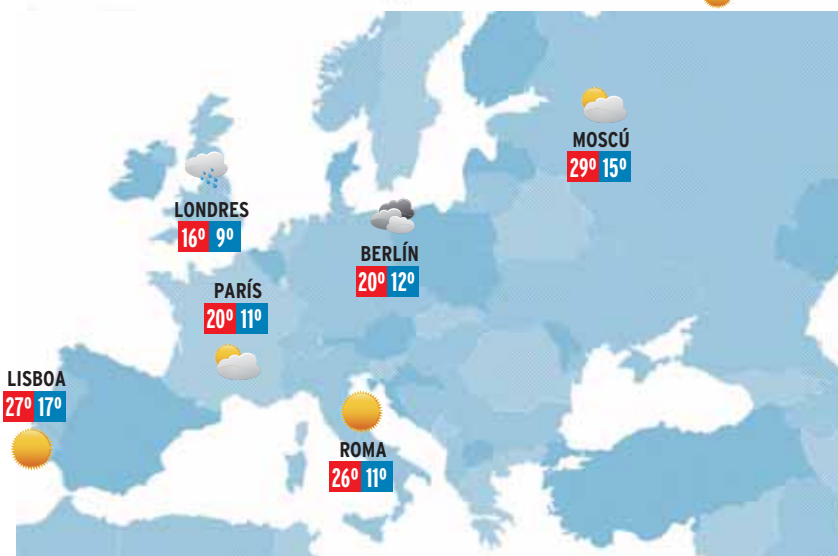 MOSCÚ
29º 15º
LONDRES
16º 9º
BERLÍN
20º 12º
PARÍS
20º 11º
LISBOA
27º 17º
ROMA
26º 11º